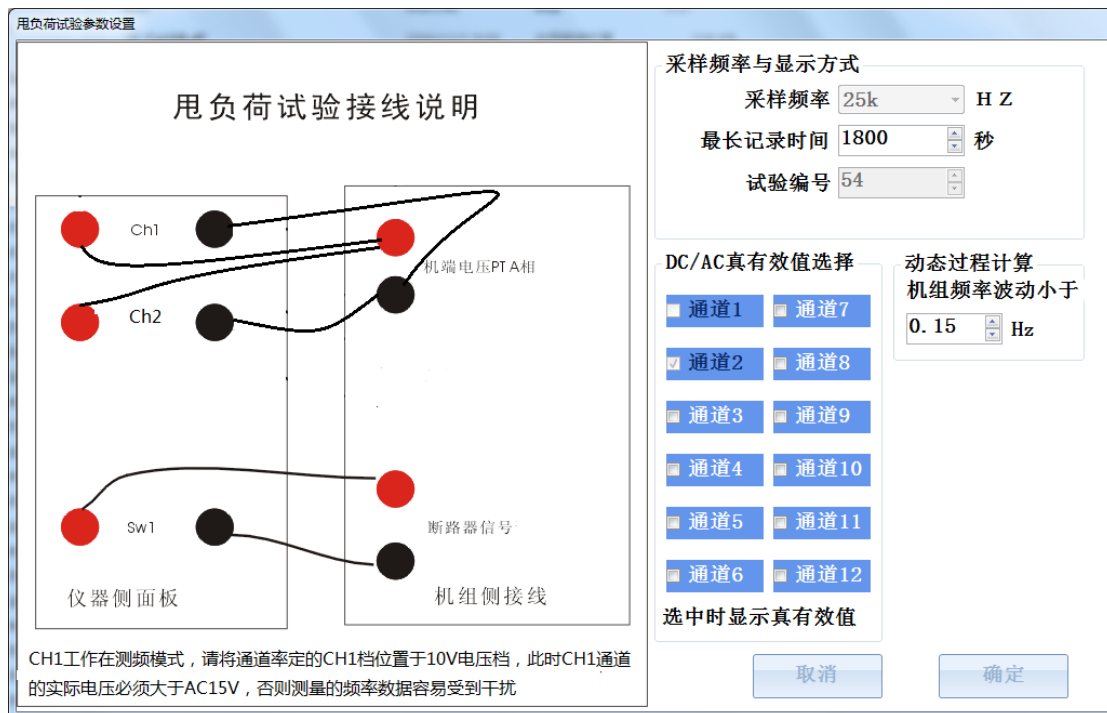 甩负荷试验参数设置
甩负荷试验接线说明
Ch1
机端电压PT A相
Ch2
Sw1
断路器信号
仪器侧面板
机组侧接线
CH1工作在测频模式，请将通道率定的CH1档位置于10V电压档，此时CH1通道
的实际电压必须大于AC15V，否则测量的频率数据容易受到干扰
采样频率与显示方式
采样频率 25k HZ
最长记录时间 1800 秒
试验编号 54
DC/AC真有效值选择
通道1 通道7
通道2 通道8
通道3 通道9
通道4 通道10
通道5 通道11
通道6 通道12
选中时显示真有效值
动态过程计算
机组频率波动小于
0.15 Hz
取消 确定